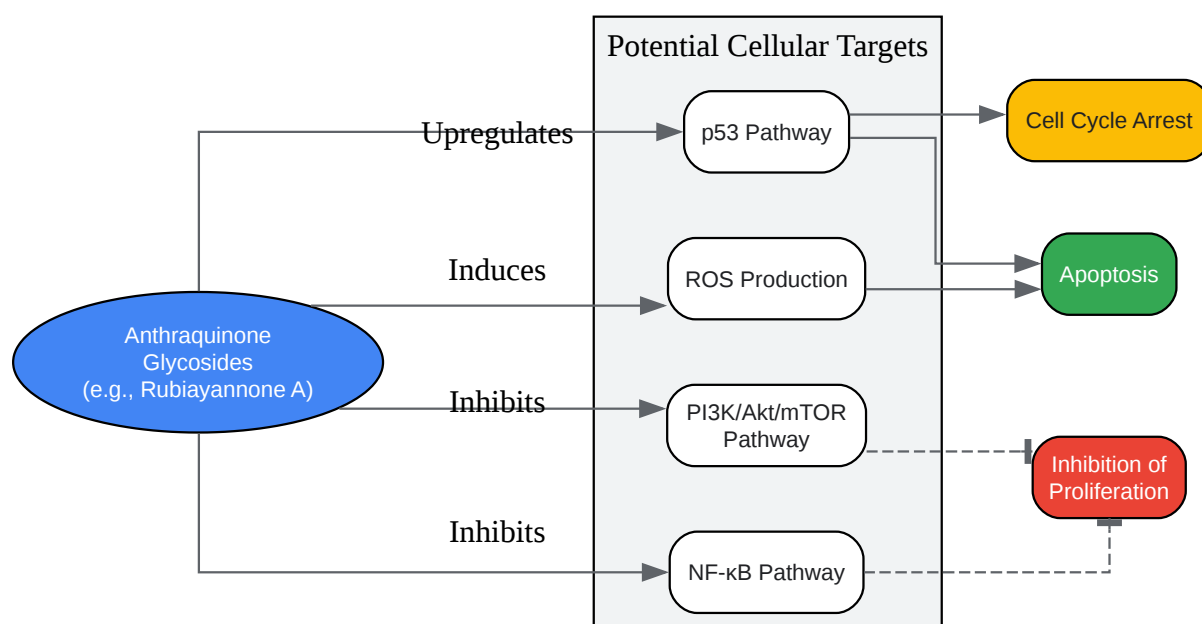 Potential Cellular Targets
Upregulates
p53 Pathway
Cell Cycle Arrest
Induces
ROS Production
Apoptosis
Anthraquinone
Glycosides
(e.g., Rubiayannone A)
Inhibits
PI3K/Akt/mTOR
Pathway
Inhibition of
Proliferation
Inhibits
NF-κB Pathway